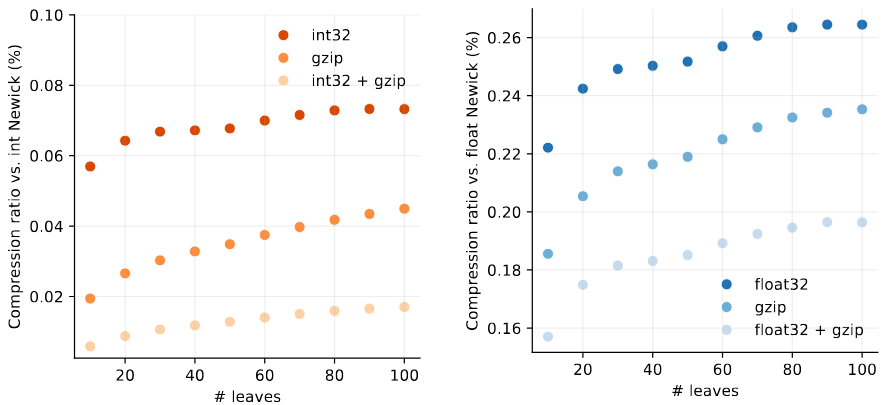 Compression ratio vs. int Newick (%)
0.10
0.08
0.06
0.04
0.02
20 40 60 80 100
# leaves
int32
gzip
int32 + gzip
Compression ratio vs. float Newick (%)
0.26
0.24
0.22
0.20
0.18
0.16
20 40 60 80 100
# leaves
float32
gzip
float32 + gzip